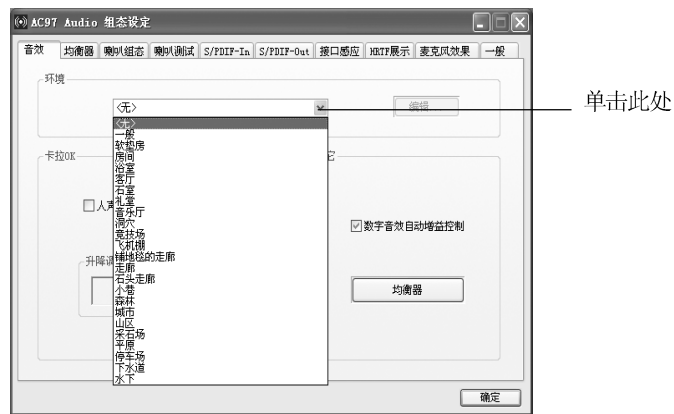 AC97 Audio 组态设定
音效 均衡器 喇叭组态 喇叭测试 S/PDIF-In S/PDIF-Out 接口感应 HRTF展示 麦克风效果 一般
环境
<无> 编辑
单击此处
<无>
一般
软垫房
房间
浴室
客厅
石室
礼堂
音乐厅
洞穴
竞技场
飞机棚
铺地毯的走廊
走廊
石头走廊
小巷
森林
城市
山区
采石场
平原
停车场
下水道
水下
卡拉OK
人声
升降调
数字音效自动增益控制
均衡器
确定